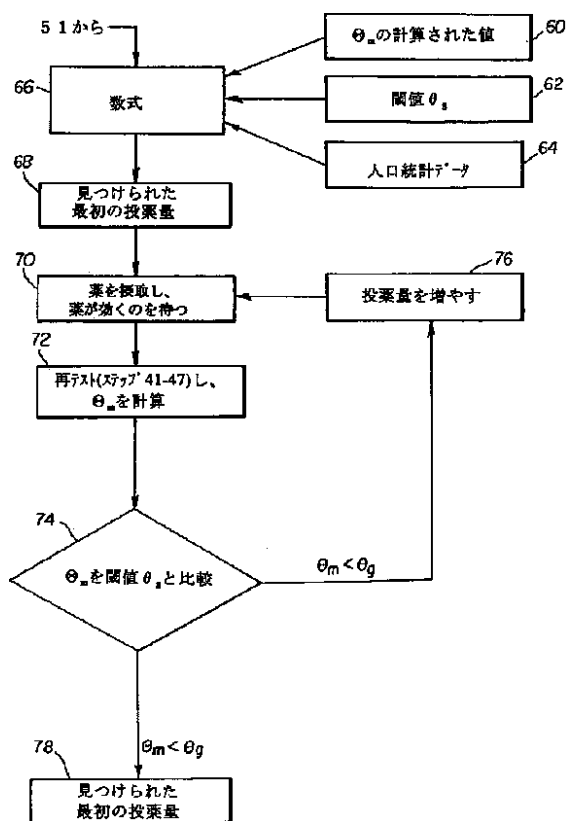 51から
Θmの計算された値
60
66
数式
閾値θs
62
人口統計データ
64
68
見つけられた
最初の投薬量
70
薬を摂取し、
薬が効くのを待つ
76
投薬量を増やす
72
再テスト(ステップ41-47)し、
Θmを計算
74
Θmを閾値θsと比較
Θm<Θg
Θm<Θg
78
見つけられた
最初の投薬量